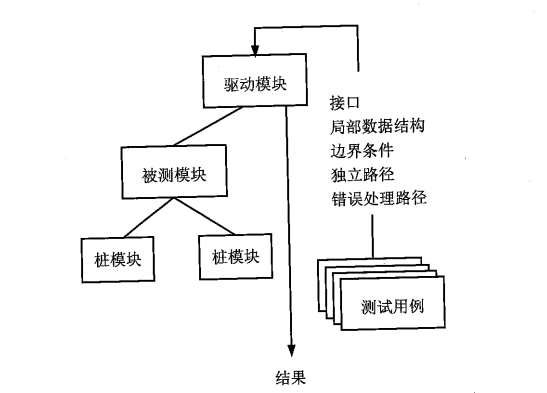 驱动模块
接口
局部数据结构
边界条件
独立路径
错误处理路径
被测模块
桩模块
桩模块
测试用例
结果